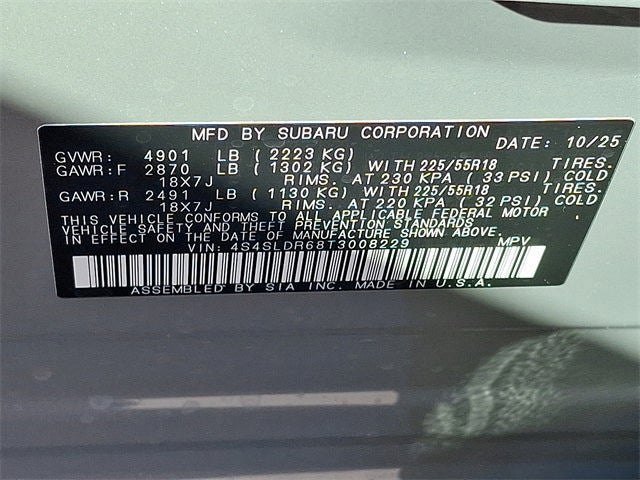 MFD BY SUBARU CORPORATION DATE: 10/25
GVWR: 4901 LB (2223 KG)
GAWR:F 2870 LB (1302 KG) WITH 225/55R18 TIRES.
18X7J RIMS. AT 230 KPA (33 PSI) COLD
GAWR:R 2491 LB (1130 KG) WITH 225/55R18 TIRES.
18X7J RIMS. AT 220 KPA (32 PSI) COLD
THIS VEHICLE CONFORMS TO ALL APPLICABLE FEDERAL MOTOR
VEHICLE SAFETY AND THEFT PREVENTION STANDARDS
IN EFFECT ON THE DATE OF MANUFACTURE SHOWN ABOVE.
VIN: 4S4SLDR68T3008229 MPV
ASSEMBLED BY SIA INC. MADE IN U.S.A.